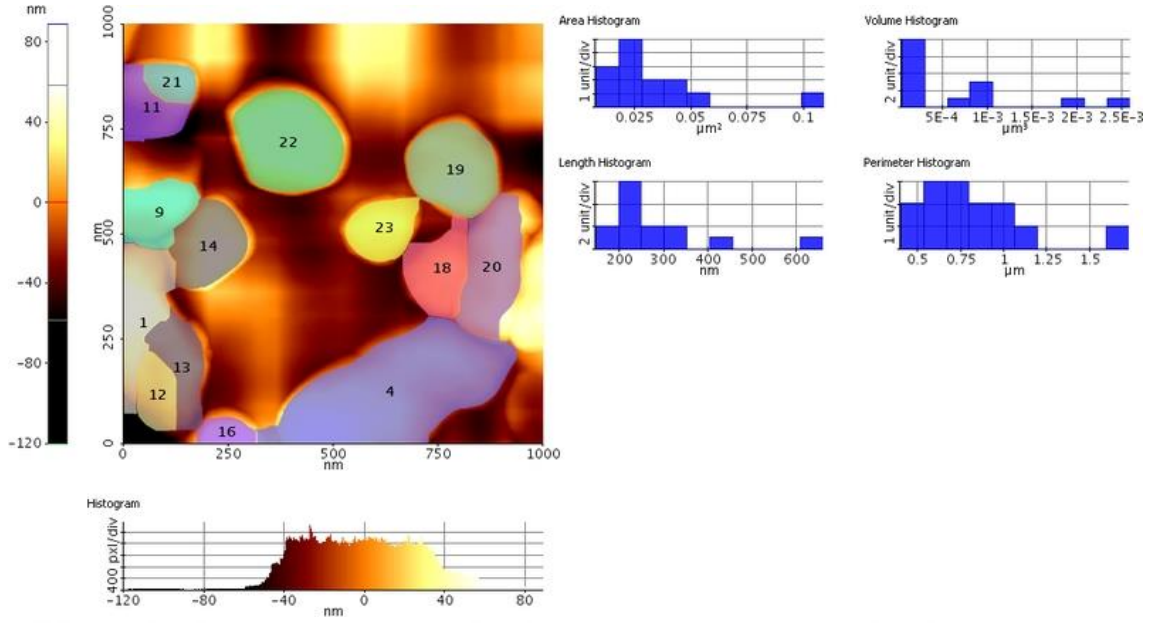 nm
80
40
0
−40
−80
−120
1000
750
nm
500
250
0
0 250 500 750 1000
nm
21
11
22
19
9
23
14
18 20
1
13
12
4
16
Area Histogram
1 unit/div
0.025 0.05 0.075 0.1
µm²
Volume Histogram
2 unit/div
5E-4 1E-3 1.5E-3 2E-3 2.5E-3
µm³
Length Histogram
2 unit/div
200 300 400 500 600
nm
Perimeter Histogram
1 unit/div
0.5 0.75 1 1.25 1.5
µm
Histogram
400 pxl/div
-120 -80 -40 0 40 80
nm